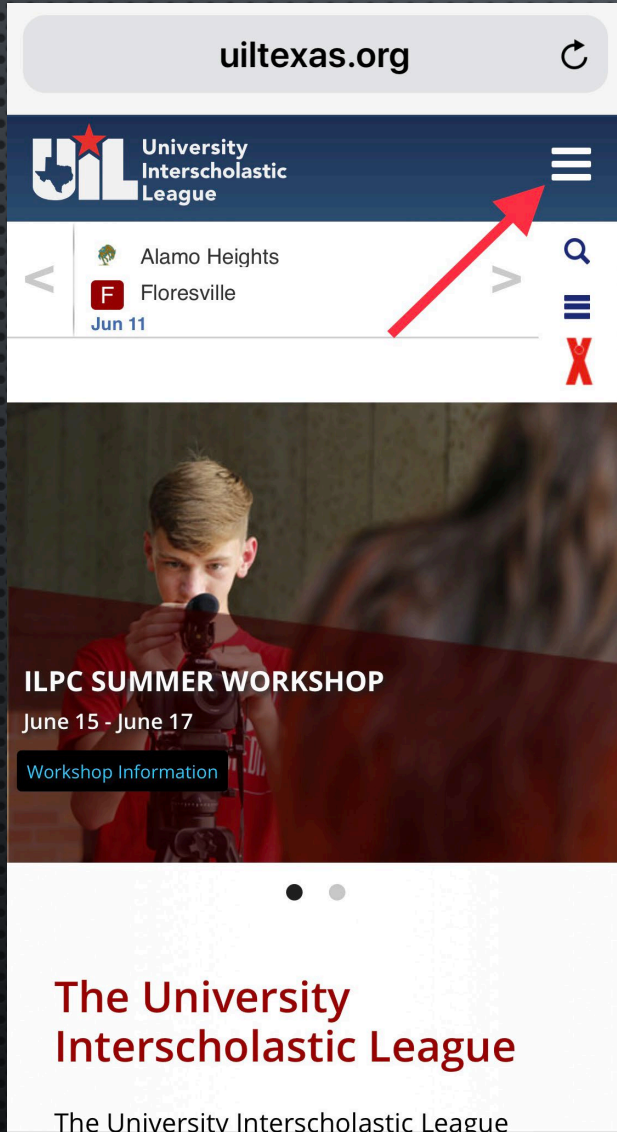 uiltexas.org
UIL University
Interscholastic
League
Alamo Heights
F Floresville
Jun 11
ILPC SUMMER WORKSHOP
June 15 - June 17
Workshop Information
The University
Interscholastic League
The University Interscholastic League